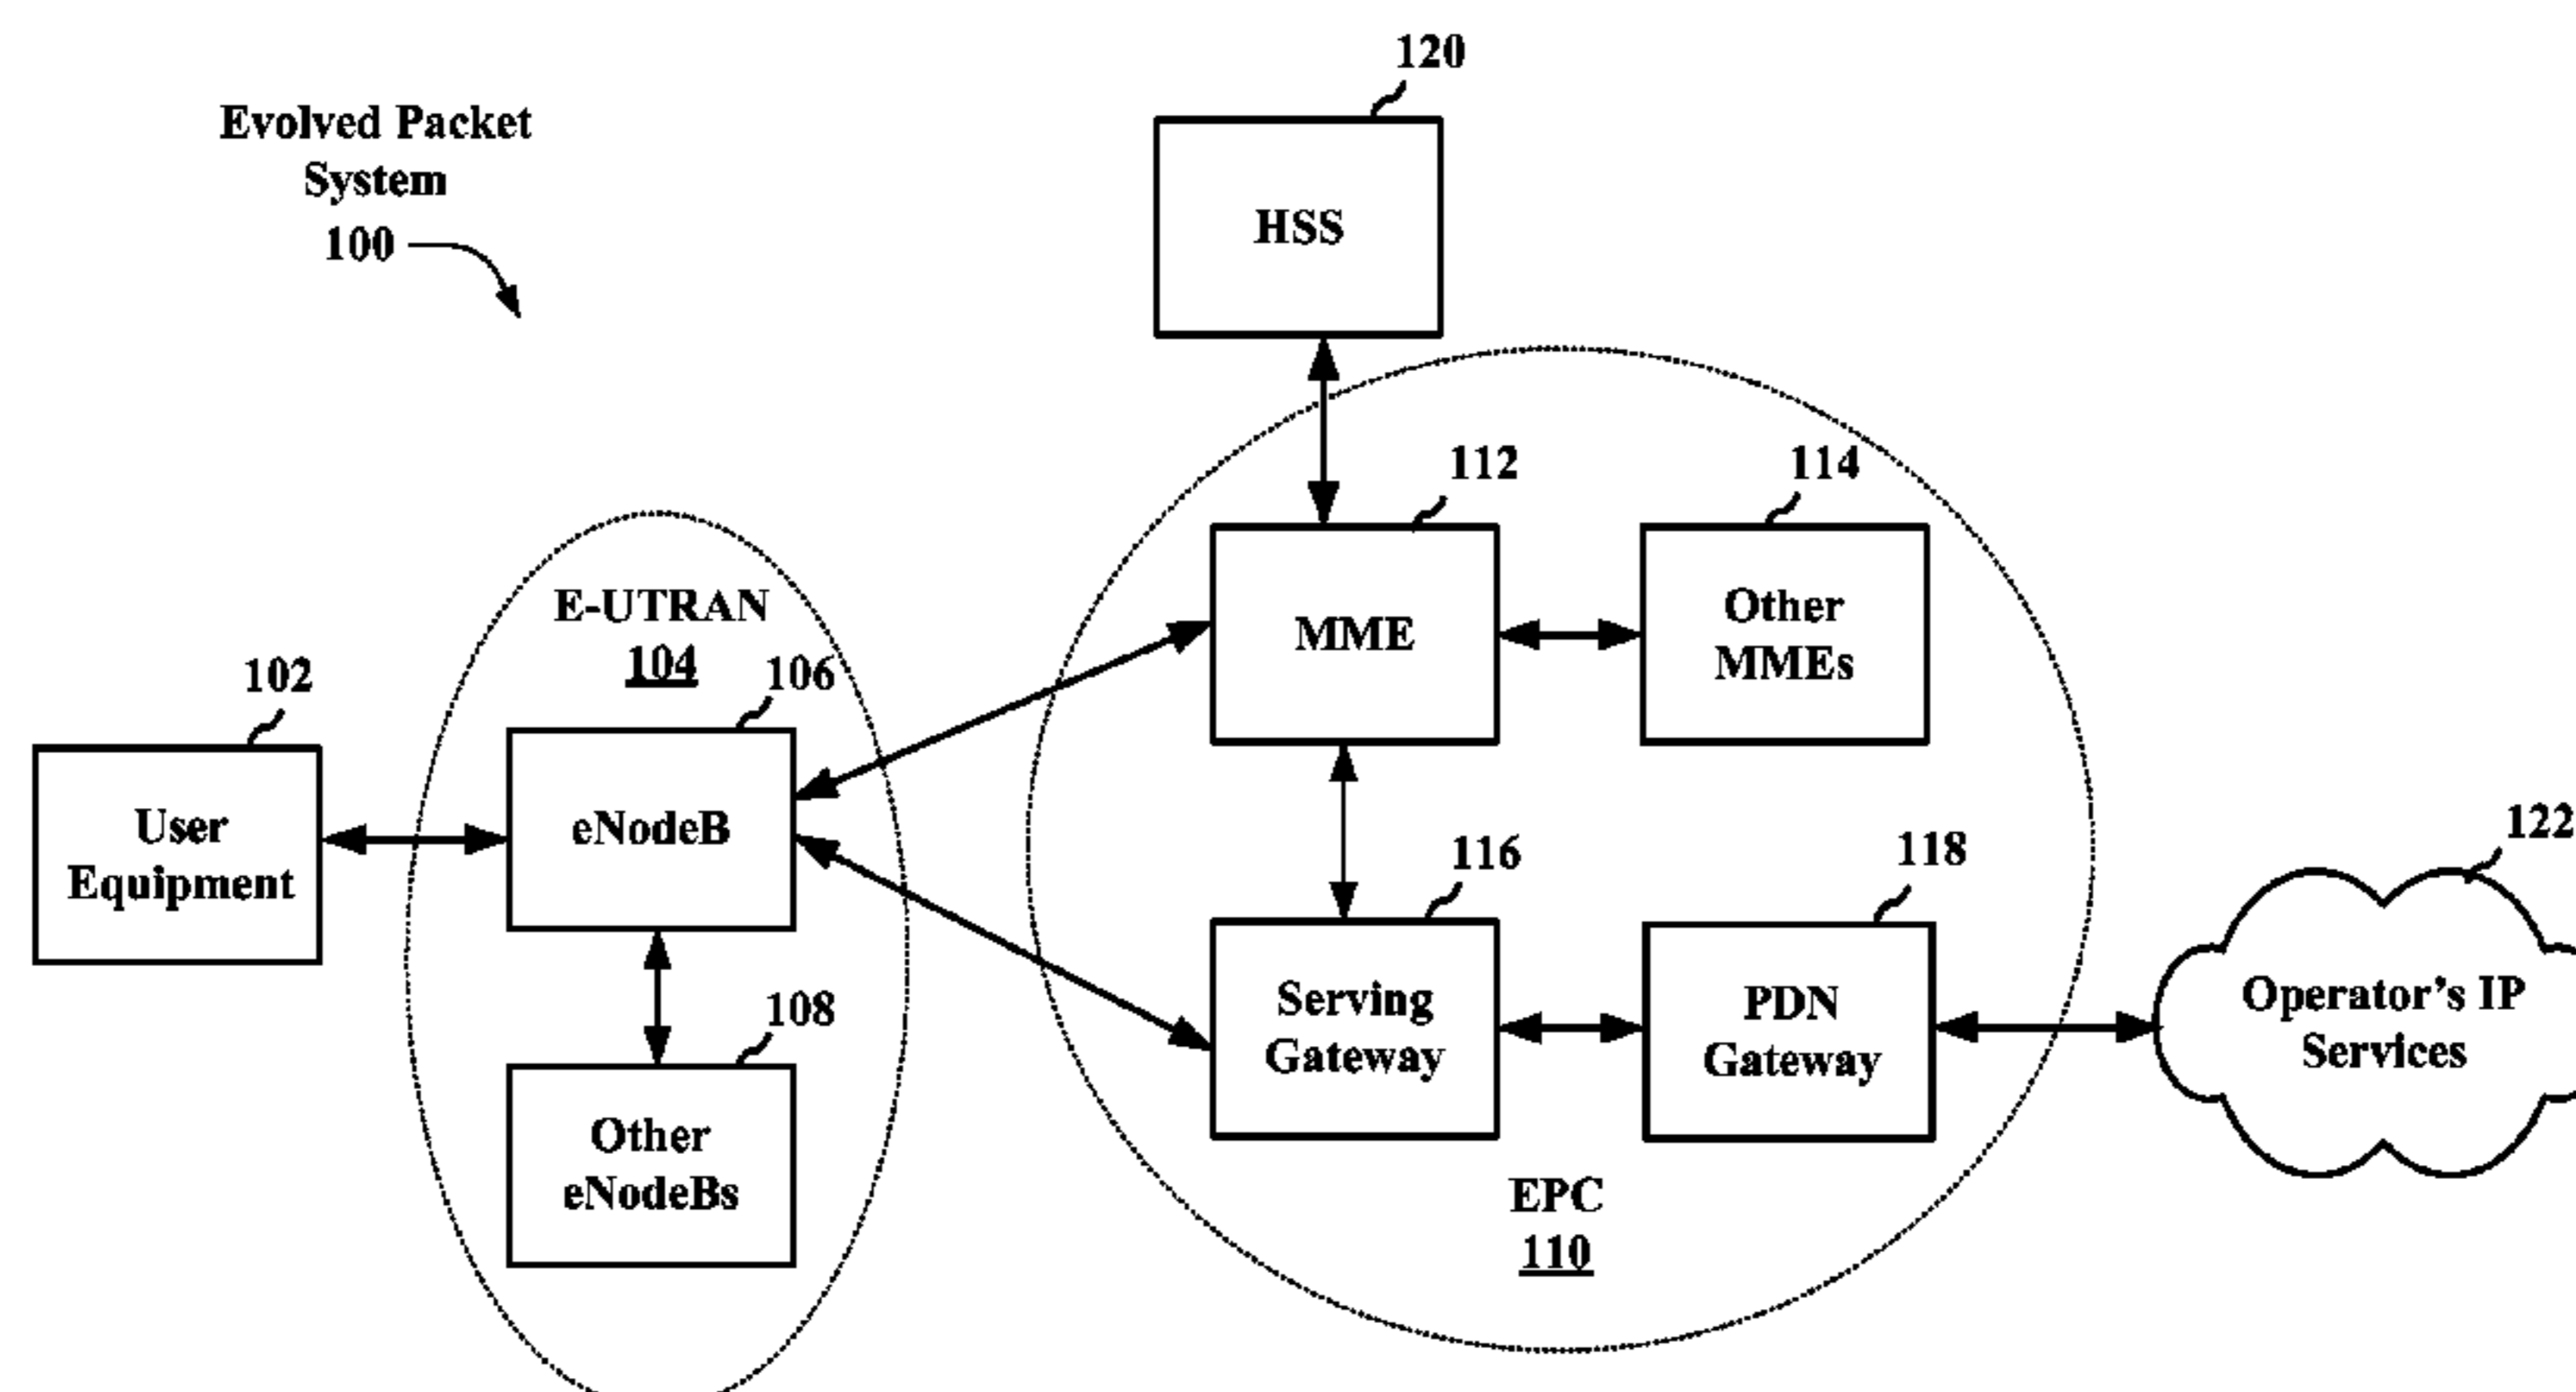 Evolved Packet
System
100
120
HSS
112
114
MME
Other
MMEs
E-UTRAN
104
106
102
User
Equipment
eNodeB
108
Other
eNodeBs
116
118
Serving
Gateway
PDN
Gateway
122
Operator’s IP
Services
EPC
110